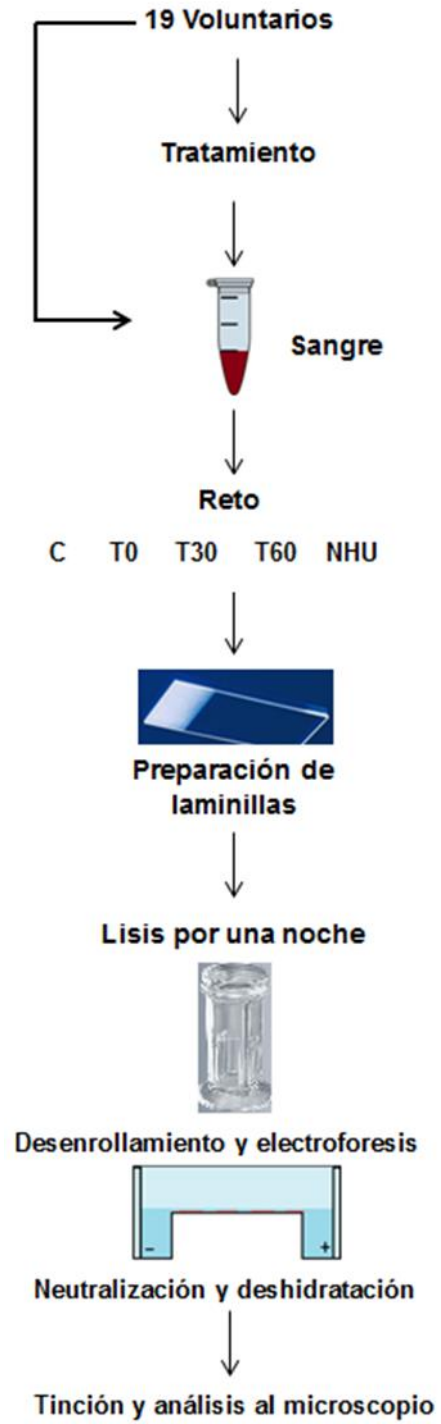 19 Voluntarios
Tratamiento
Sangre
Reto
C T0 T30 T60 NHU
Preparación de
laminillas
Lisis por una noche
Desenrollamiento y electroforesis
- +
Neutralización y deshidratación
Tinción y análisis al microscopio